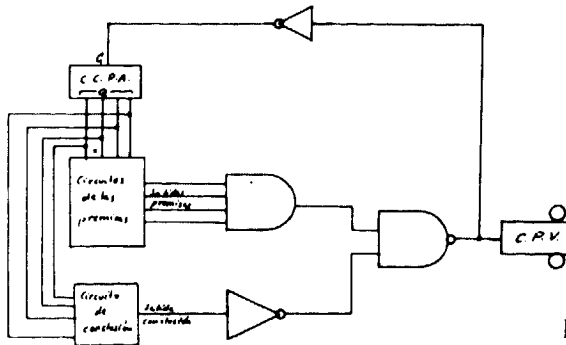 G
C. C. P. A.
Q
Circuitos
de las
premisas
Salidas
premisas
C. P. V.
Circuito
de
conclusión
Salida
conclusión